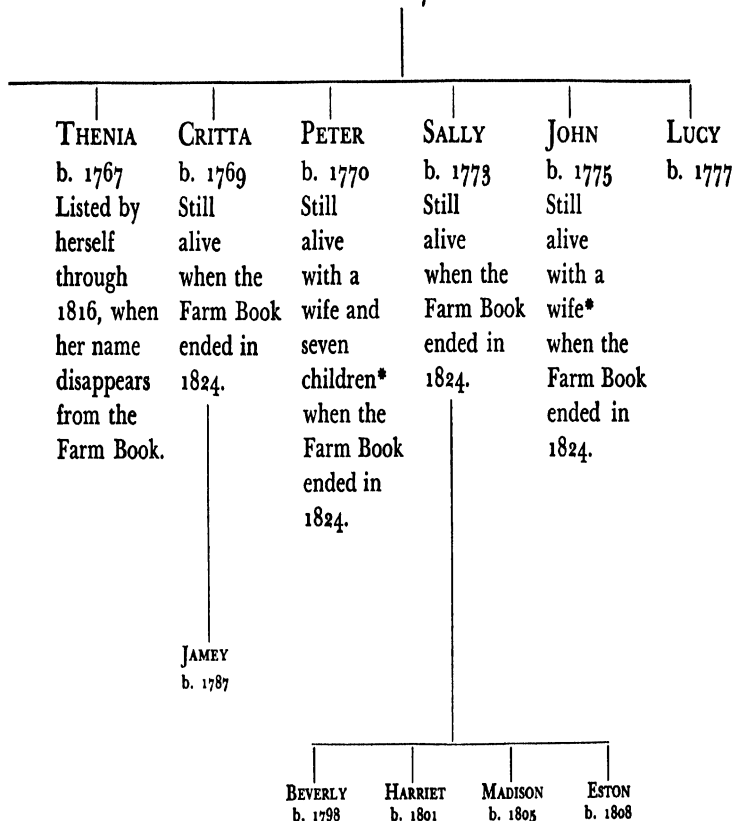 THENIA
b. 1767
Listed by
herself
through
1816, when
her name
disappears
from the
Farm Book.
CRITTA
b. 1769
Still
alive
when the
Farm Book
ended in
1824.
PETER
b. 1770
Still
alive
with a
wife and
seven
children*
when the
Farm Book
ended in
1824.
SALLY
b. 1773
Still
alive
when the
Farm Book
ended in
1824.
JOHN
b. 1775
Still
alive
with a
wife*
when the
Farm Book
ended in
1824.
LUCY
b. 1777
JAMEY
b. 1787
BEVERLY
b. 1798
HARRIET
b. 1801
MADISON
b. 1805
ESTON
b. 1808